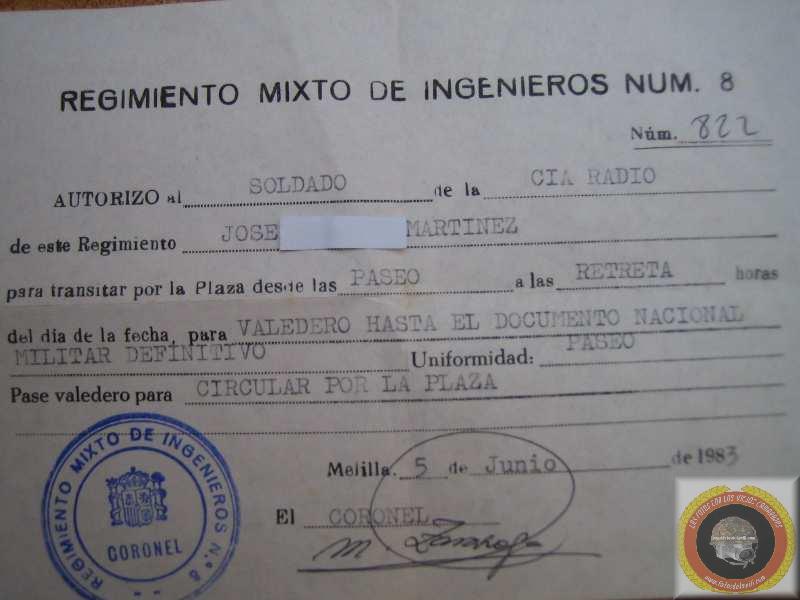 REGIMIENTO MIXTO DE INGENIEROS NUM. 8
Núm. 822
AUTORIZO al SOLDADO de la CIA RADIO
de este Regimiento JOSE MARTINEZ
para transitar por la Plaza desde las PASEO a las RETRETA horas
del día de la fecha, para VALEDERO HASTA EL DOCUMENTO NACIONAL
MILITAR DEFINITIVO Uniformidad: PASEO
Pase valedero para CIRCULAR POR LA PLAZA
Melilla. 5 de Junio de 1983
El CORONEL
REGIMIENTO MIXTO DE INGENIEROS N.º 8
CORONEL